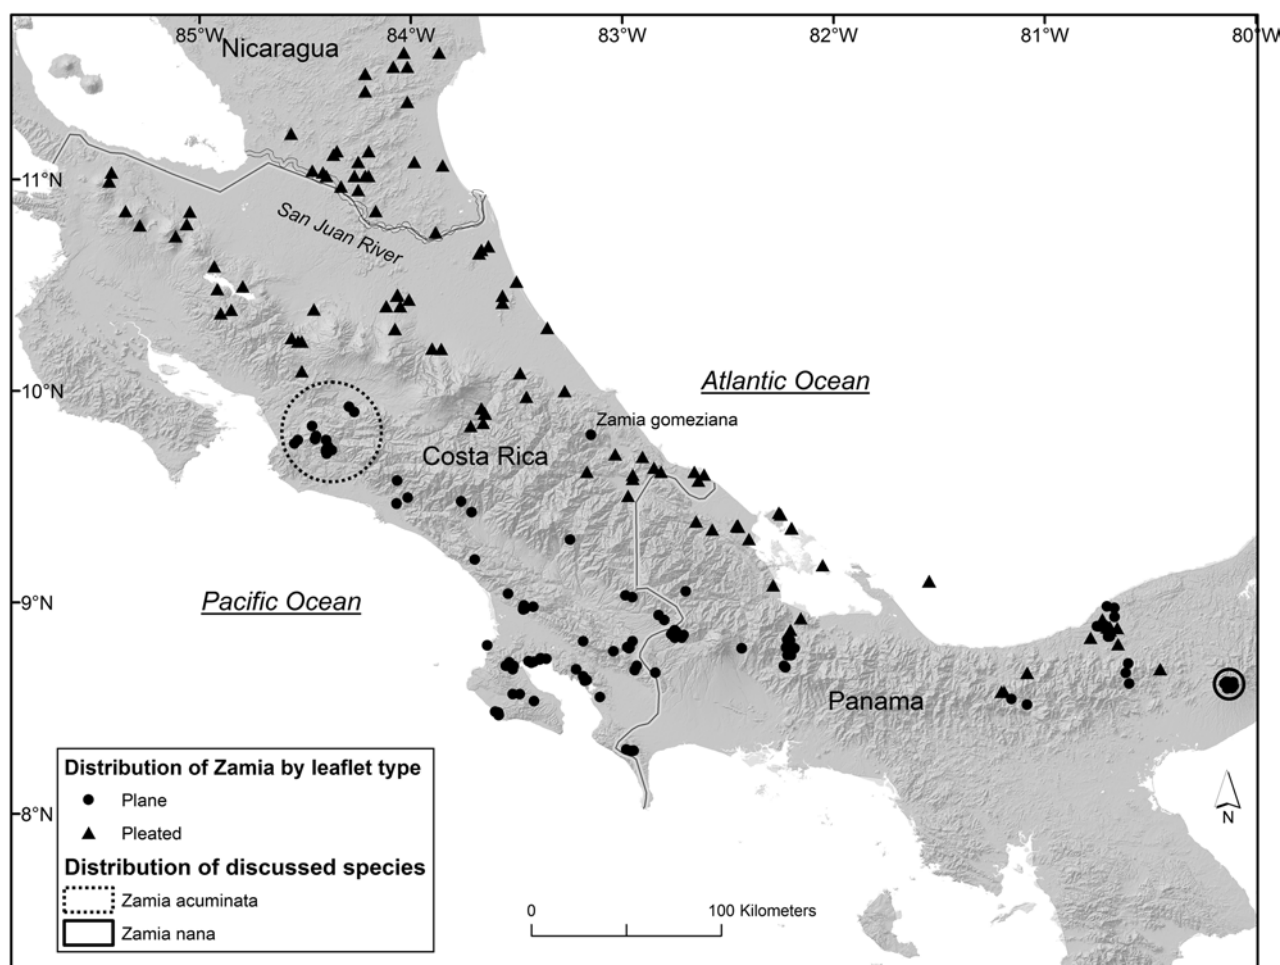 85°W 84°W 83°W 82°W 81°W 80°W
Nicaragua
11°N
San Juan River
10°N
Atlantic Ocean
Zamia gomeziana
Costa Rica
9°N
Pacific Ocean
Panama
8°N
N
Distribution of Zamia by leaflet type
Plane
Pleated
Distribution of discussed species
Zamia acuminata
Zamia nana
0 100 Kilometers